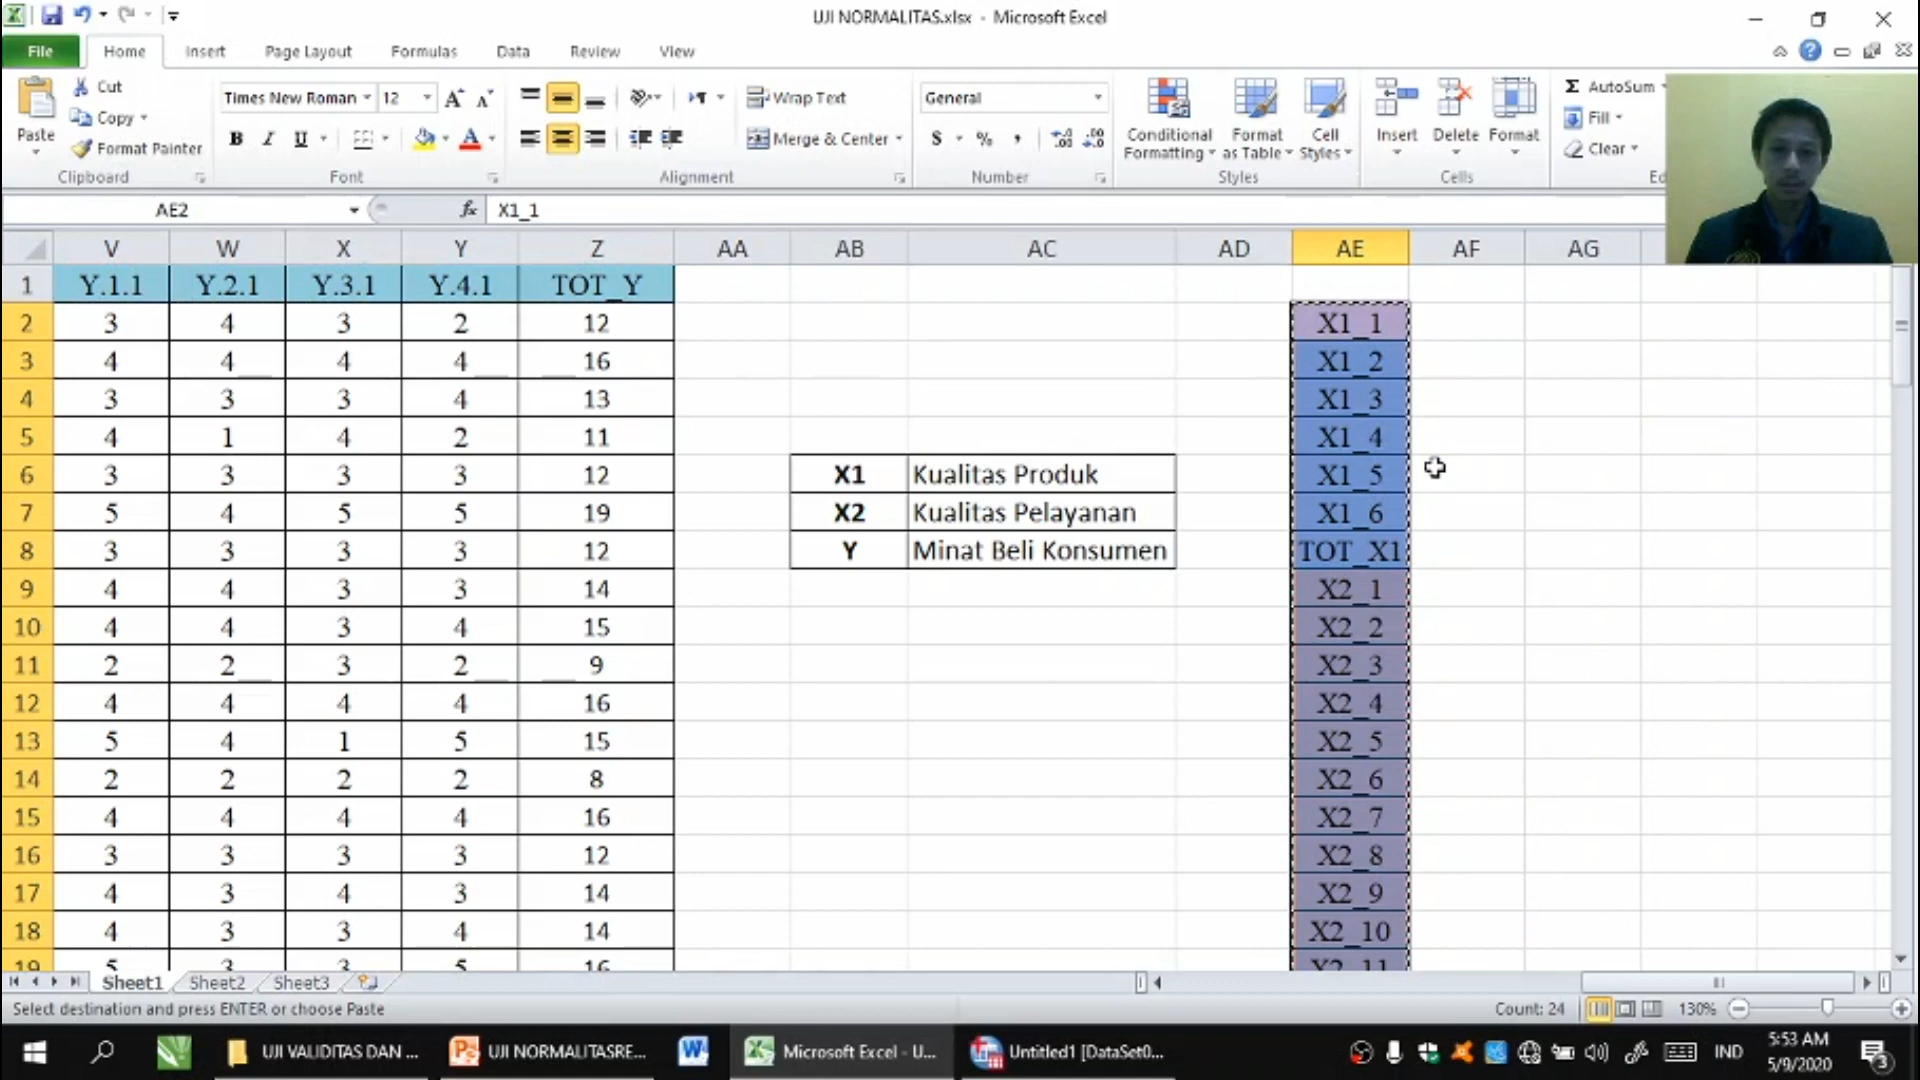 UJI NORMALITAS.xlsx - Microsoft Excel
File Home Insert Page Layout Formulas Data Review View
Cut
Copy
Format Painter
Paste
Clipboard
Times New Roman 12
B I U
Font
Wrap Text
Merge & Center
Alignment
General
$ % ,
Number
Conditional Formatting
Format as Table
Cell Styles
Styles
Insert Delete Format
Cells
Σ AutoSum
Fill
Clear
Ed
AE2 fx X1_1
V W X Y Z AA AB AC AD AE AF AG
1 Y.1.1 Y.2.1 Y.3.1 Y.4.1 TOT_Y
2 3 4 3 2 12 X1_1
3 4 4 4 4 16 X1_2
4 3 3 3 4 13 X1_3
5 4 1 4 2 11 X1_4
6 3 3 3 3 12 X1 Kualitas Produk X1_5
7 5 4 5 5 19 X2 Kualitas Pelayanan X1_6
8 3 3 3 3 12 Y Minat Beli Konsumen TOT_X1
9 4 4 3 3 14 X2_1
10 4 4 3 4 15 X2_2
11 2 2 3 2 9 X2_3
12 4 4 4 4 16 X2_4
13 5 4 1 5 15 X2_5
14 2 2 2 2 8 X2_6
15 4 4 4 4 16 X2_7
16 3 3 3 3 12 X2_8
17 4 3 4 3 14 X2_9
18 4 3 3 4 14 X2_10
19 5 3 3 5 16 X2_11
Sheet1 Sheet2 Sheet3
Select destination and press ENTER or choose Paste Count: 24 130%
UJI VALIDITAS DAN ... UJI NORMALITASRE... Microsoft Excel - U... Untitled1 [DataSet0... IND 5:53 AM
5/9/2020 3